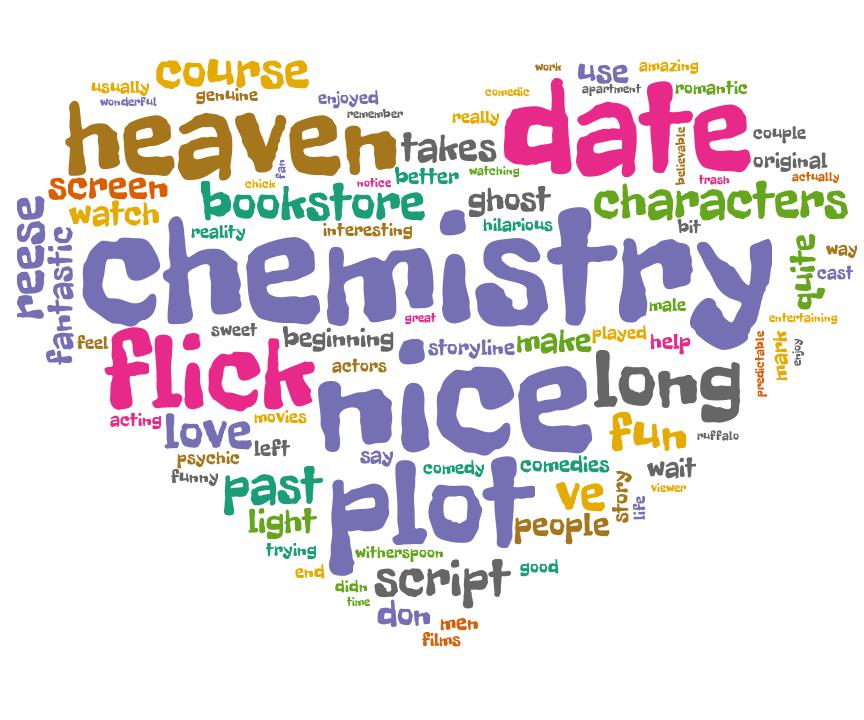 course
work
use
amazing
usually
genuine
comedic
apartment
romantic
wonderful
enjoyed
remember
heaven
takes
really
date
believable
couple
original
actually
screen
chick
fan
notice
better
watching
trash
reese
watch
bookstore
ghost
characters
fantastic
reality
interesting
hilarious
bit
chemistry
quite
way
cast
male
great
entertaining
feel
sweet
beginning
storyline
make
played
help
predictable
mark
enjoy
flick
actors
nice
long
acting
movies
love
left
fun
ruffalo
psychic
say
funny
comedy
comedies
wait
past
plot
ve
story
life
viewer
light
people
trying
witherspoon
end
didn
script
good
time
don
men
films